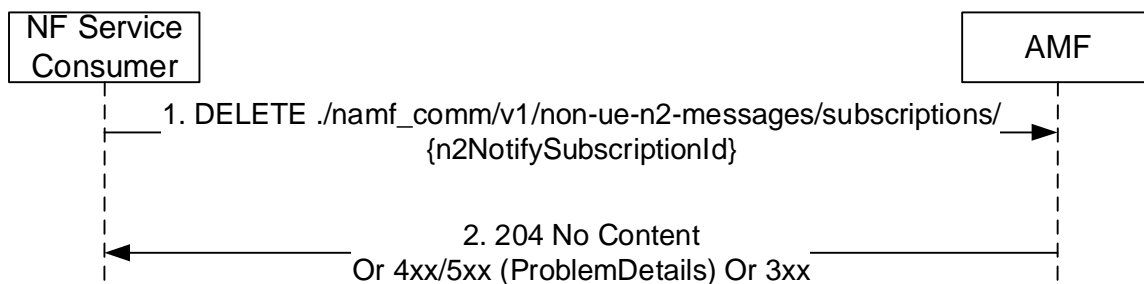 NF Service
Consumer
AMF
1. DELETE ./namf_comm/v1/non-ue-n2-messages/subscriptions/
{n2NotifySubscriptionId}
2. 204 No Content
Or 4xx/5xx (ProblemDetails) Or 3xx